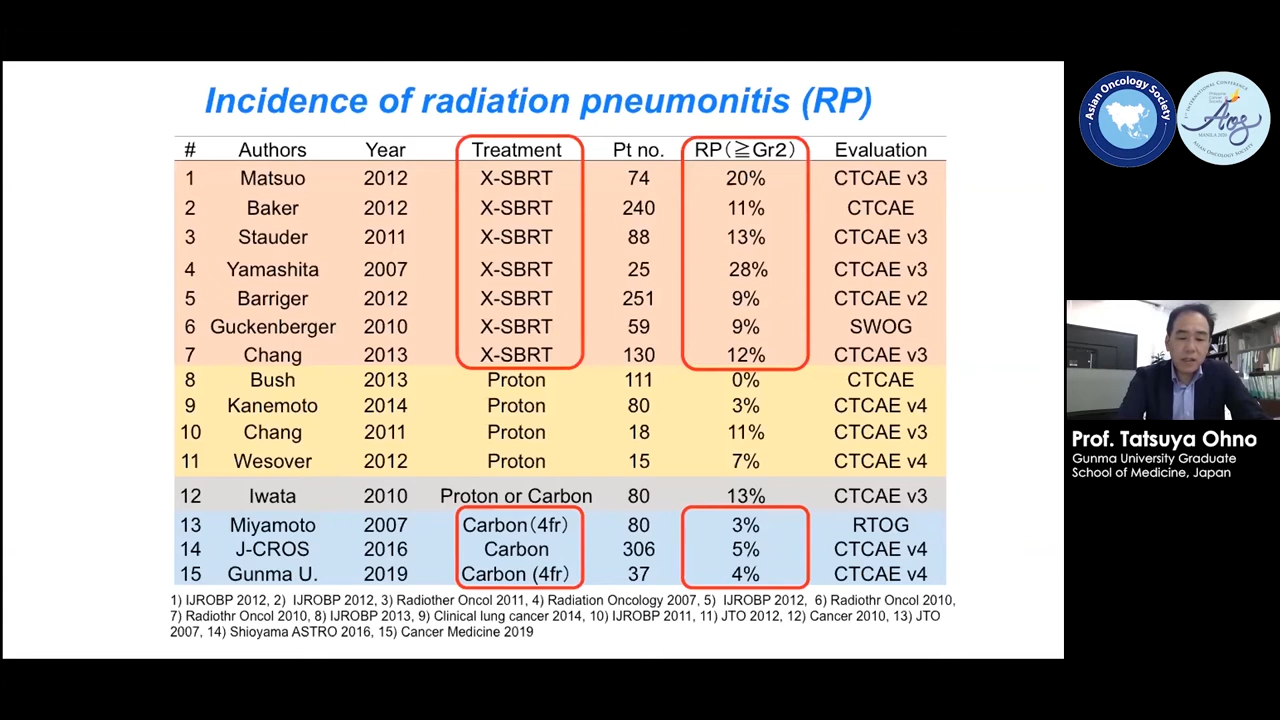 Incidence of radiation pneumonitis (RP)
# Authors Year Treatment Pt no. RP(≧Gr2) Evaluation
1 Matsuo 2012 X-SBRT 74 20% CTCAE v3
2 Baker 2012 X-SBRT 240 11% CTCAE
3 Stauder 2011 X-SBRT 88 13% CTCAE v3
4 Yamashita 2007 X-SBRT 25 28% CTCAE v3
5 Barriger 2012 X-SBRT 251 9% CTCAE v2
6 Guckenberger 2010 X-SBRT 59 9% SWOG
7 Chang 2013 X-SBRT 130 12% CTCAE v3
8 Bush 2013 Proton 111 0% CTCAE
9 Kanemoto 2014 Proton 80 3% CTCAE v4
10 Chang 2011 Proton 18 11% CTCAE v3
11 Wesover 2012 Proton 15 7% CTCAE v4
12 Iwata 2010 Proton or Carbon 80 13% CTCAE v3
13 Miyamoto 2007 Carbon(4fr) 80 3% RTOG
14 J-CROS 2016 Carbon 306 5% CTCAE v4
15 Gunma U. 2019 Carbon (4fr) 37 4% CTCAE v4
1) IJROBP 2012, 2) IJROBP 2012, 3) Radiother Oncol 2011, 4) Radiation Oncology 2007, 5) IJROBP 2012, 6) Radiothr Oncol 2010,
7) Radiothr Oncol 2010, 8) IJROBP 2013, 9) Clinical lung cancer 2014, 10) IJROBP 2011, 11) JTO 2012, 12) Cancer 2010, 13) JTO
2007, 14) Shioyama ASTRO 2016, 15) Cancer Medicine 2019
Asian Oncology Society
1st INTERNATIONAL CONFERENCE
MANILA 2020
ASIAN ONCOLOGY SOCIETY
Prof. Tatsuya Ohno
Gunma University Graduate
School of Medicine, Japan